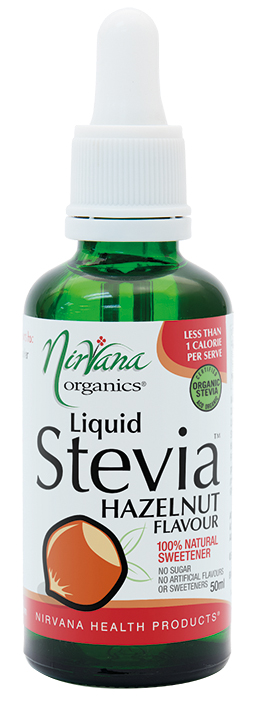 LESS THAN
1 CALORIE
PER SERVE
Nirvana
organics®
CERTIFIED
ORGANIC
STEVIA
Liquid
Stevia™
HAZELNUT
FLAVOUR
100% NATURAL
SWEETENER
NO SUGAR
NO ARTIFICIAL FLAVOURS
OR SWEETENERS
50ml
NIRVANA HEALTH PRODUCTS®